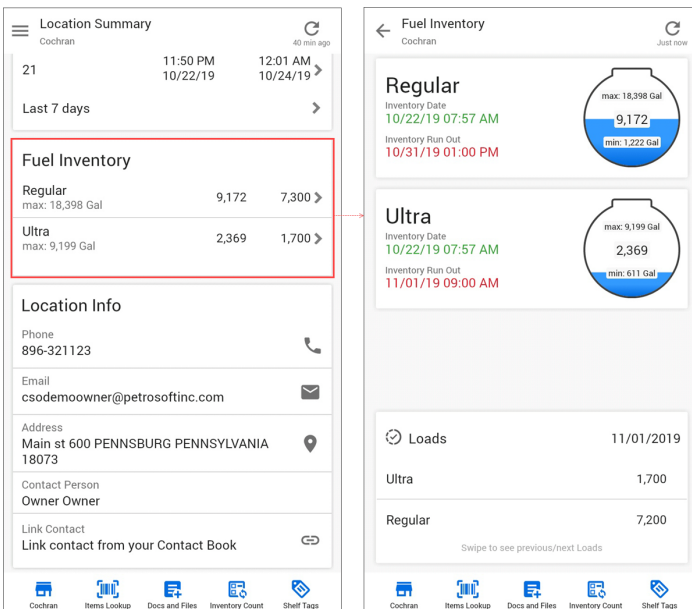 Location Summary
Cochran
40 min ago
21
11:50 PM
10/22/19
12:01 AM
10/24/19
Last 7 days
Fuel Inventory
Regular
max: 18,398 Gal
9,172
7,300
Ultra
max: 9,199 Gal
2,369
1,700
Location Info
Phone
896-321123
Email
csodemoowner@petrosoftinc.com
Address
Main st 600 PENNSBURG PENNSYLVANIA
18073
Contact Person
Owner Owner
Link Contact
Link contact from your Contact Book
Cochran
Items Lookup
Docs and Files
Inventory Count
Shelf Tags
Fuel Inventory
Cochran
Just now
Regular
Inventory Date
10/22/19 07:57 AM
Inventory Run Out
10/31/19 01:00 PM
max: 18,398 Gal
9,172
min: 1,222 Gal
Ultra
Inventory Date
10/22/19 07:57 AM
Inventory Run Out
11/01/19 09:00 AM
max: 9,199 Gal
2,369
min: 611 Gal
Loads
11/01/2019
Ultra
1,700
Regular
7,200
Swipe to see previous/next Loads
Cochran
Items Lookup
Docs and Files
Inventory Count
Shelf Tags